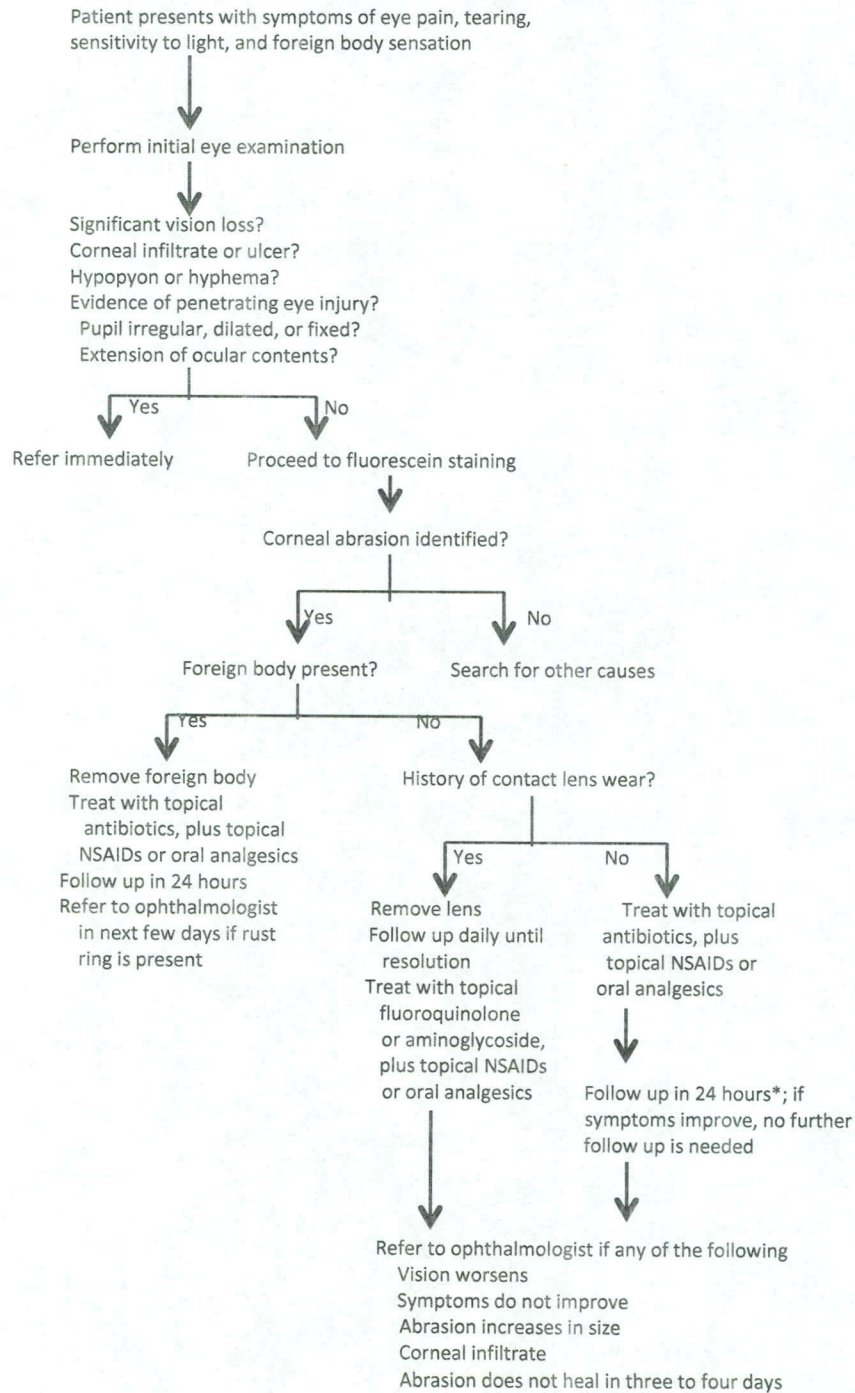 Patient presents with symptoms of eye pain, tearing,
sensitivity to light, and foreign body sensation
Perform initial eye examination
Significant vision loss?
Corneal infiltrate or ulcer?
Hypopyon or hyphema?
Evidence of penetrating eye injury?
Pupil irregular, dilated, or fixed?
Extension of ocular contents?
Yes
No
Refer immediately
Proceed to fluorescein staining
Corneal abrasion identified?
Yes
No
Foreign body present?
Search for other causes
Yes
No
Remove foreign body
Treat with topical
antibiotics, plus topical
NSAIDs or oral analgesics
Follow up in 24 hours
Refer to ophthalmologist
in next few days if rust
ring is present
History of contact lens wear?
Yes
No
Remove lens
Follow up daily until
resolution
Treat with topical
fluoroquinolone
or aminoglycoside,
plus topical NSAIDs
or oral analgesics
Treat with topical
antibiotics, plus
topical NSAIDs or
oral analgesics
Follow up in 24 hours*; if
symptoms improve, no further
follow up is needed
Refer to ophthalmologist if any of the following
Vision worsens
Symptoms do not improve
Abrasion increases in size
Corneal infiltrate
Abrasion does not heal in three to four days